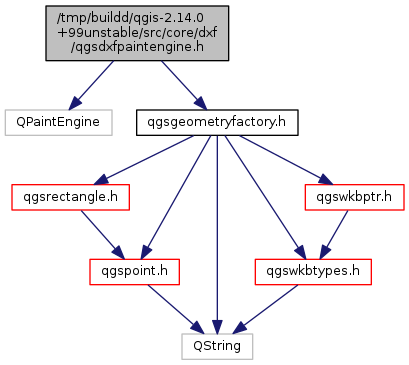 /tmp/buildd/qgis-2.14.0
+99unstable/src/core/dxf
/qgsdxfpaintengine.h
QPaintEngine
qgsgeometryfactory.h
qgsrectangle.h
qgswkbptr.h
qgspoint.h
qgswkbtypes.h
QString